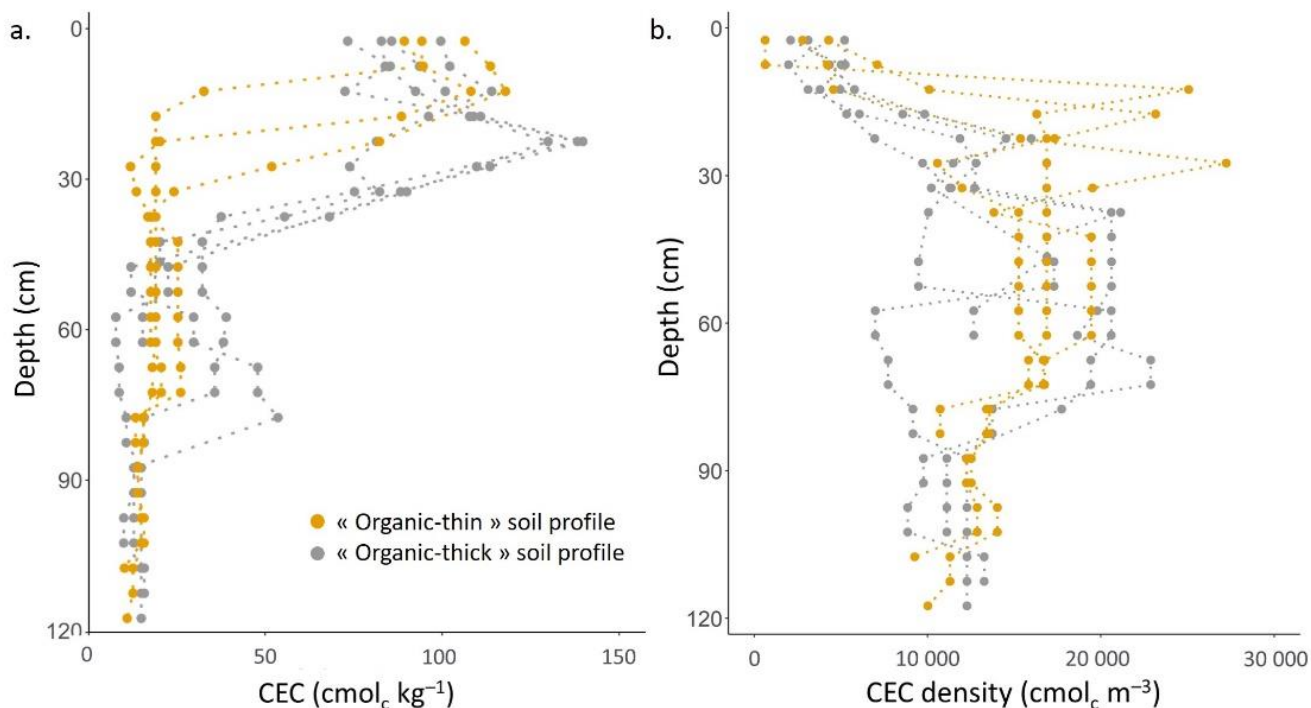 a.
0
30
60
90
120
Depth (cm)
0
50
100
150
CEC (cmol_c kg⁻¹)
« Organic-thin » soil profile
« Organic-thick » soil profile
b.
0
30
60
90
120
Depth (cm)
0
10 000
20 000
30 000
CEC density (cmol_c m⁻³)